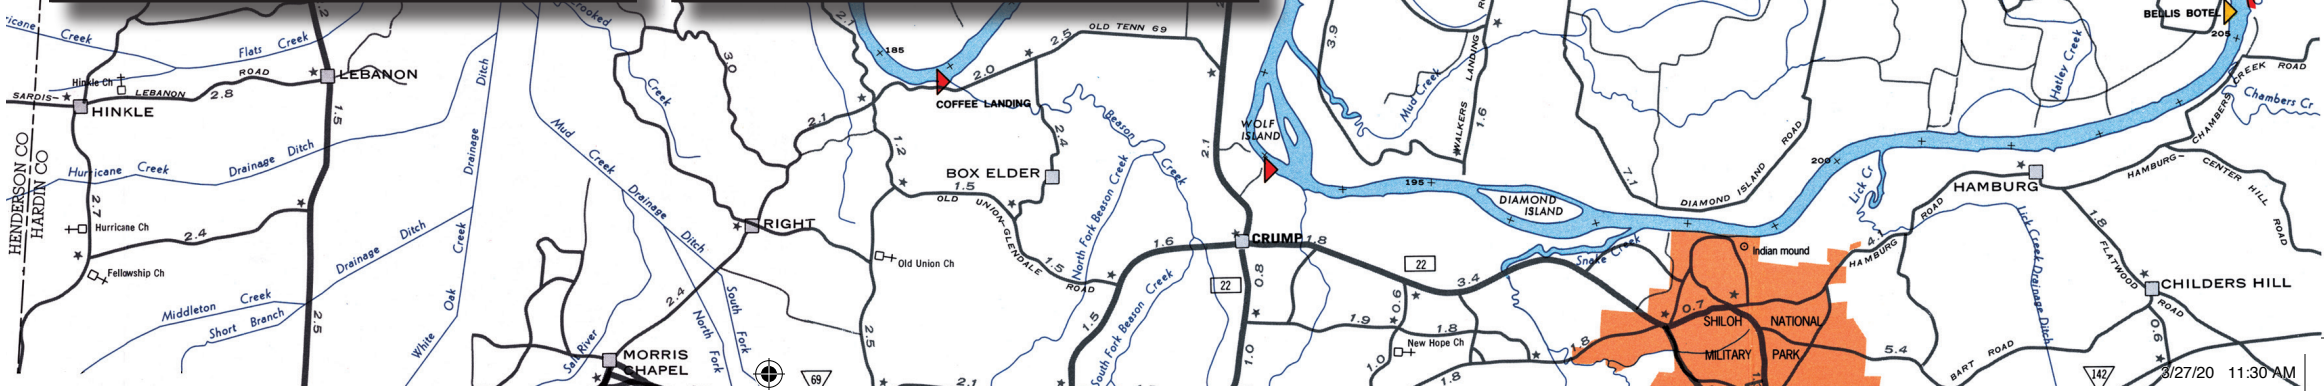 ricane Creek
Flats Creek
Hinkle Ch
SARDIS-
LEBANON ROAD
2.8
HINKLE
LEBANON
HENDERSON CO
HARDIN CO
Hurricane Creek Drainage Ditch
1.5
2.7
Hurricane Ch
2.4
Fellowship Ch
Middleton Creek
Short Branch
Drainage Ditch
2.5
White Oak Creek Drainage Ditch
Mud Creek Drainage Ditch
Crooked Creek
3.0
2.1
185
COFFEE LANDING
2.0
2.5
OLD TENN 69
2.1
1.2
2.4
BOX ELDER
1.5
OLD UNION-GLENDALE ROAD
1.5
RIGHT
Old Union Ch
2.4
MORRIS CHAPEL
Salt River
North Fork
South Fork
69
2.5
2.1
Beason Creek
North Fork Beason Creek
South Fork Beason Creek
1.5
1.6
2.1
CRUMP
1.8
22
0.8
1.0
WOLF ISLAND
3.9
Mud Creek
WALKERS LANDING R
1.6
195
DIAMOND ISLAND
7.1
DIAMOND ISLAND ROAD
200
22
3.4
Snake Creek
0.6
1.9
1.8
New Hope Ch
1.0
1.8
1.8
Indian mound
0.7
SHILOH NATIONAL
MILITARY PARK
5.4
BELLIS BOTEL
205
Hatley Creek
CHAMBERS CREEK ROAD
Chambers Cr
Lick Cr
HAMBURG
HAMBURG ROAD
4.1
HAMBURG-CENTER HILL ROAD
Lick Creek Drainage Ditch
1.8
FLATWOOD ROAD
CHILDERS HILL
0.6
BART ROAD
142
3/27/20 11:30 AM